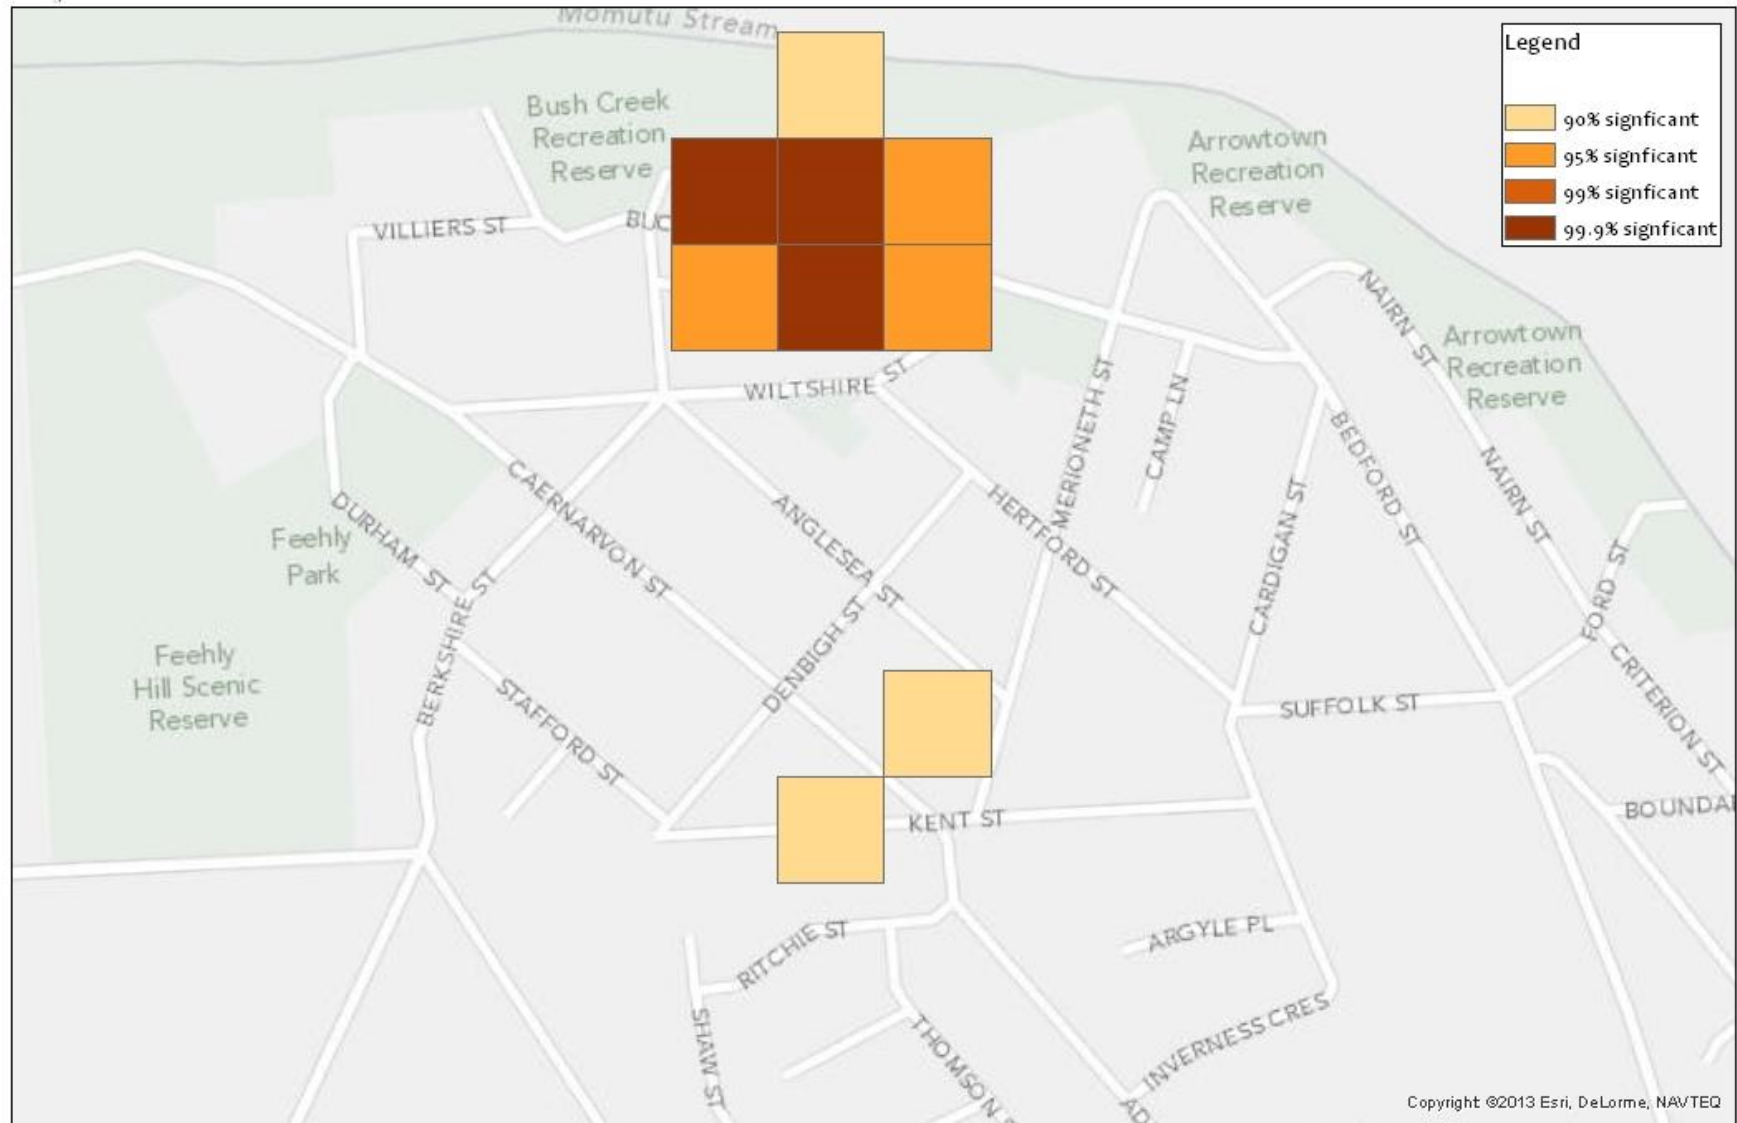 Momutu Stream
Legend
90% signficant
95% signficant
99% signficant
99.9% signficant
Bush Creek
Recreation
Reserve
Arrowtown
Recreation
Reserve
VILLIERS ST
BUC
NAIRN ST
Arrowtown
Recreation
Reserve
WILTSHIRE ST
MERIONETH ST
CAMP LN
BEDFORD ST
NAIRN ST
CAERNARVON ST
ANGLESEA ST
HERTFORD ST
CARDIGAN ST
DURHAM ST
Feehly
Park
FORD ST
BERKSHIRE ST
DENBIGH ST
Feehly
Hill Scenic
Reserve
STAFFORD ST
SUFFOLK ST
CRITERION ST
KENT ST
BOUNDA
RITCHIE ST
ARGYLE PL
SHAW ST
THOMSON
INVERNESS CRES
AD
Copyright ©2013 Esri, DeLorme, NAVTEQ